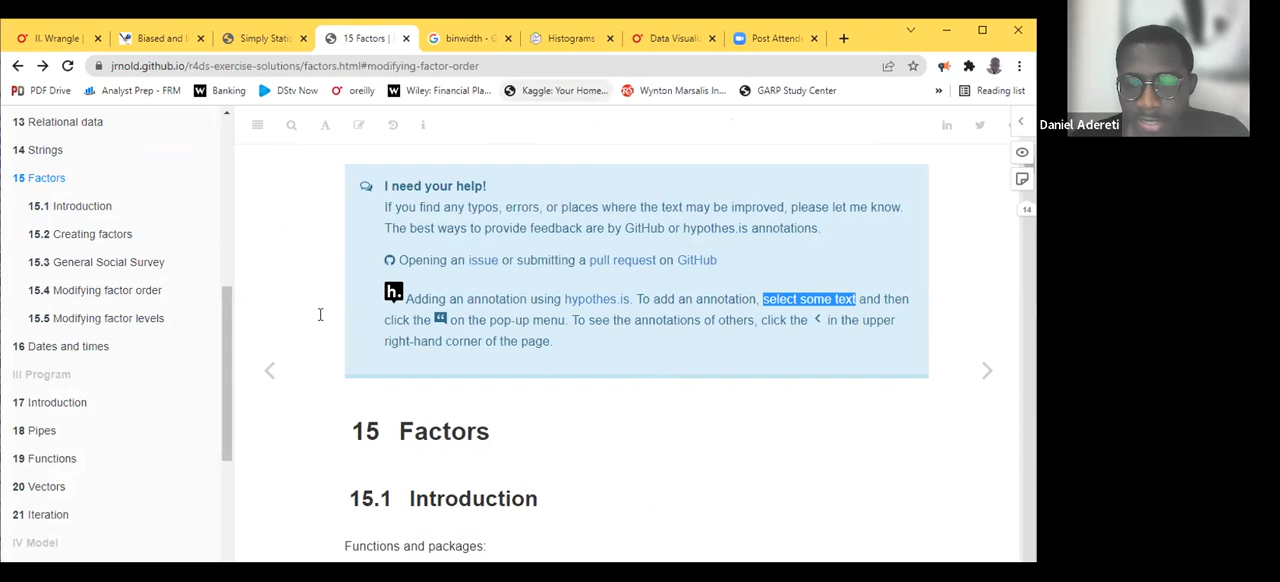 II. Wrangle |
Biased and
Simply Statis
15 Factors |
binwidth - G
Histograms
Data Visual
Post Attend
jrnold.github.io/r4ds-exercise-solutions/factors.html#modifying-factor-order
PDF Drive
Analyst Prep - FRM
Banking
DStv Now
oreilly
Wiley: Financial Pla...
Kaggle: Your Home...
Wynton Marsalis in...
GARP Study Center
»
Reading list
13 Relational data
14 Strings
15 Factors
15.1 Introduction
15.2 Creating factors
15.3 General Social Survey
15.4 Modifying factor order
15.5 Modifying factor levels
16 Dates and times
III Program
17 Introduction
18 Pipes
19 Functions
20 Vectors
21 Iteration
IV Model
I need your help!
If you find any typos, errors, or places where the text may be improved, please let me know.
The best ways to provide feedback are by GitHub or hypothes.is annotations.
Opening an issue or submitting a pull request on GitHub
h. Adding an annotation using hypothes.is. To add an annotation, select some text and then
click the on the pop-up menu. To see the annotations of others, click the in the upper
right-hand corner of the page.
15 Factors
15.1 Introduction
Functions and packages:
14
Daniel Adereti